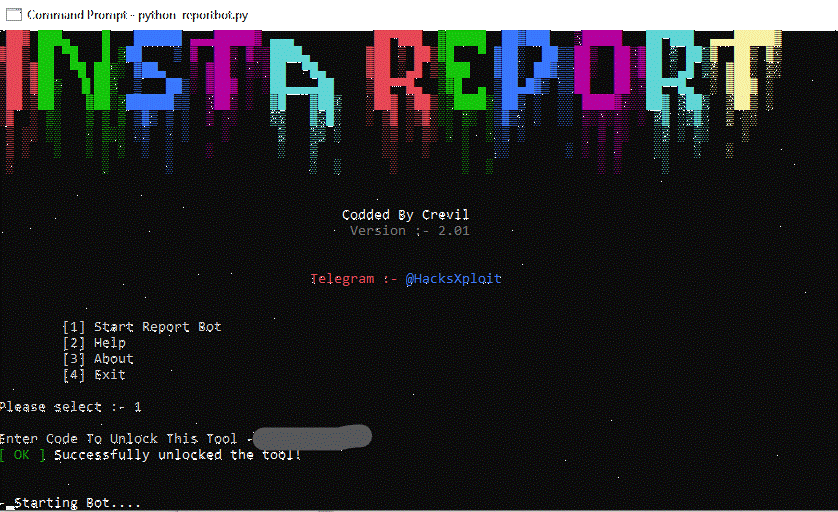 Command Prompt - python reportbot.py
INSTA REPORT
Codded By Crevil
Version :- 2.01
Telegram :- @HacksXploit
[1] Start Report Bot
[2] Help
[3] About
[4] Exit
Please select :- 1
Enter Code To Unlock This Tool -
[ OK ] Successfully unlocked the tool!
- Starting Bot....